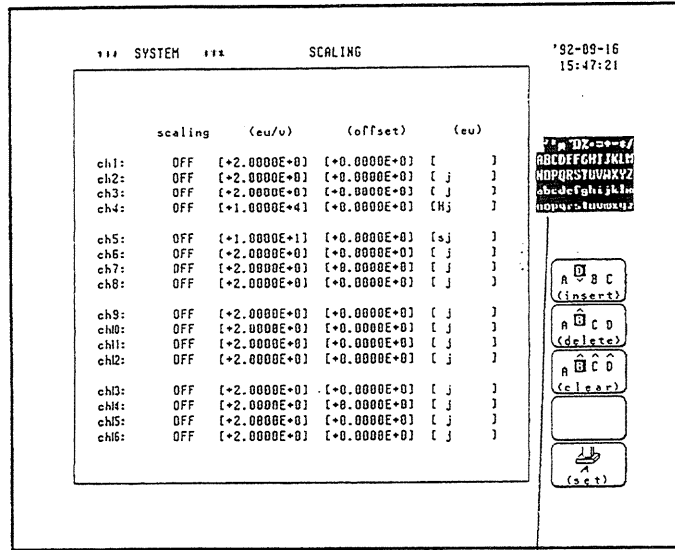 SYSTEM SCALING '92-09-16
15:47:21
scaling (eu/v) (offset) (eu)
ch1: OFF [+2.0000E+0] [+0.0000E+0] [ ]
ch2: OFF [+2.0000E+0] [+0.0000E+0] [ j ]
ch3: OFF [+2.0000E+0] [+0.0000E+0] [ j ]
ch4: OFF [+1.0000E+4] [+0.0000E+0] [Hj ]
ch5: OFF [+1.0000E+1] [+0.0000E+0] [sj ]
ch6: OFF [+2.0000E+0] [+0.0000E+0] [ j ]
ch7: OFF [+2.0000E+0] [+0.0000E+0] [ j ]
ch8: OFF [+2.0000E+0] [+0.0000E+0] [ j ]
ch9: OFF [+2.0000E+0] [+0.0000E+0] [ j ]
ch10: OFF [+2.0000E+0] [+0.0000E+0] [ j ]
ch11: OFF [+2.0000E+0] [+0.0000E+0] [ j ]
ch12: OFF [+2.0000E+0] [+0.0000E+0] [ j ]
ch13: OFF [+2.0000E+0] [+0.0000E+0] [ j ]
ch14: OFF [+2.0000E+0] [+0.0000E+0] [ j ]
ch15: OFF [+2.0000E+0] [+0.0000E+0] [ j ]
ch16: OFF [+2.0000E+0] [+0.0000E+0] [ j ]
ABCDEFGHIJKLM
NOPQRSTUVWXYZ
abcdefghijklm
nopqrstuvwxyz
A D B C
(insert)
A B C D
(delete)
A B C D
(clear)
A
(set)